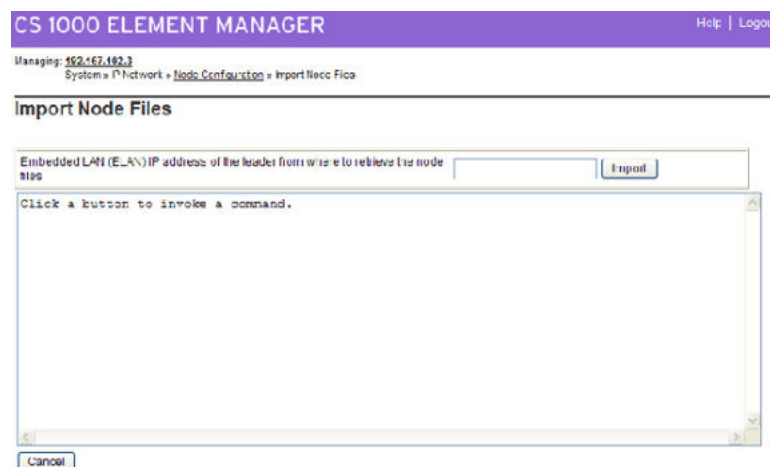 CS 1000 ELEMENT MANAGER
Help | Logou
Managing: 192.167.102.3
System » IP Network » Node Configuration » Import Node Files
Import Node Files
Embedded LAN (ELAN) IP address of the leader from where to retrieve the node
files
Import
Click a button to invoke a command.
Cancel